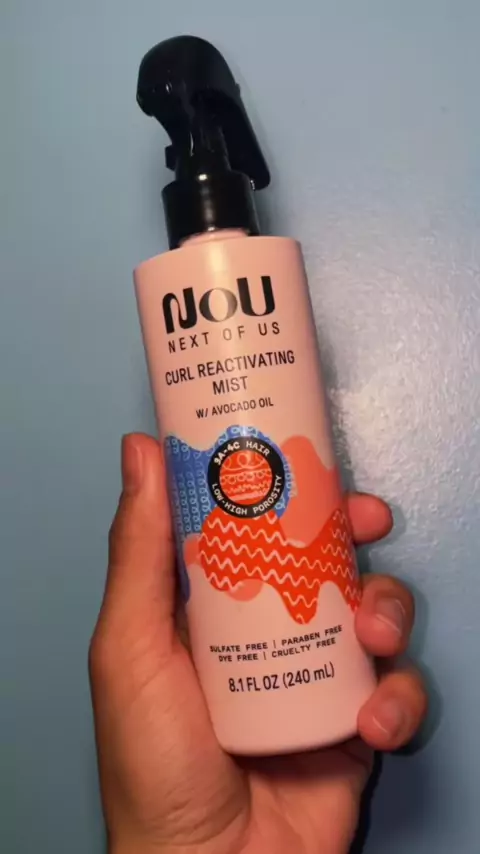 NOU
NEXT OF US
CURL REACTIVATING
MIST
W/ AVOCADO OIL
3A-4C HAIR
LOW-HIGH POROSITY
SULFATE FREE | PARABEN FREE
DYE FREE | CRUELTY FREE
8.1 FL OZ (240 mL)